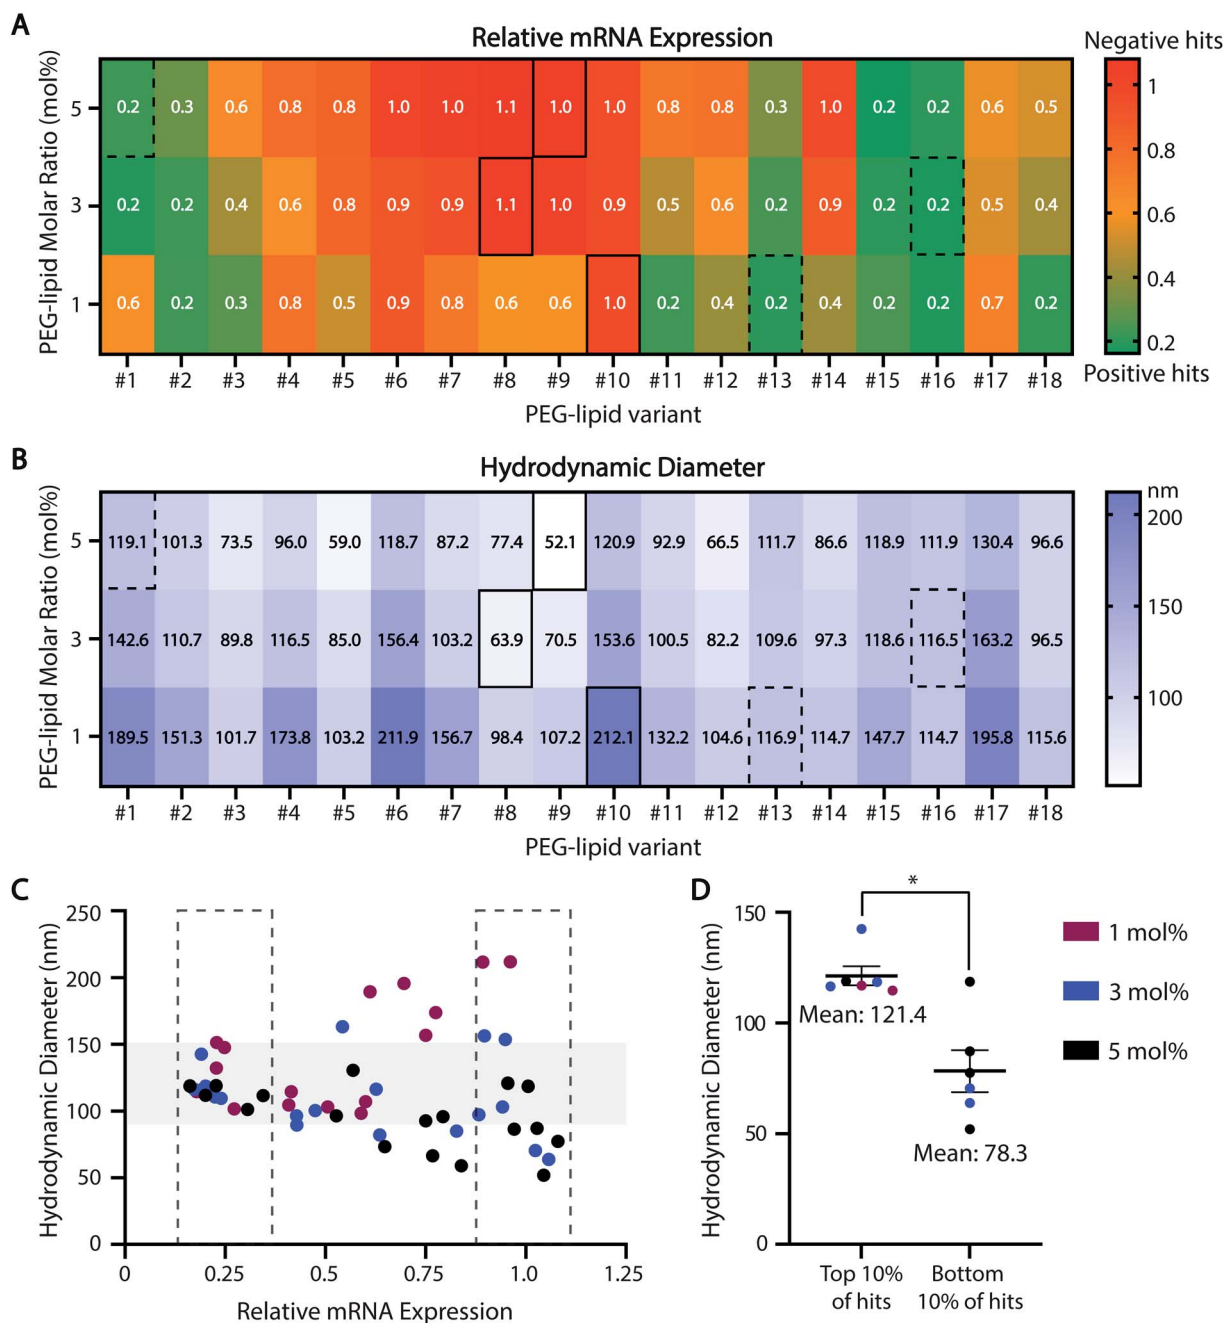 A
Relative mRNA Expression
Negative hits
PEG-lipid Molar Ratio (mol%)
5
0.2 0.3 0.6 0.8 0.8 1.0 1.0 1.1 1.0 1.0 0.8 0.8 0.3 1.0 0.2 0.2 0.6 0.5
3
0.2 0.2 0.4 0.6 0.8 0.9 0.9 1.1 1.0 0.9 0.5 0.6 0.2 0.9 0.2 0.2 0.5 0.4
1
0.6 0.2 0.3 0.8 0.5 0.9 0.8 0.6 0.6 1.0 0.2 0.4 0.2 0.4 0.2 0.2 0.7 0.2
#1 #2 #3 #4 #5 #6 #7 #8 #9 #10 #11 #12 #13 #14 #15 #16 #17 #18
PEG-lipid variant
1
0.8
0.6
0.4
0.2
Positive hits
B
Hydrodynamic Diameter
PEG-lipid Molar Ratio (mol%)
5
119.1 101.3 73.5 96.0 59.0 118.7 87.2 77.4 52.1 120.9 92.9 66.5 111.7 86.6 118.9 111.9 130.4 96.6
3
142.6 110.7 89.8 116.5 85.0 156.4 103.2 63.9 70.5 153.6 100.5 82.2 109.6 97.3 118.6 116.5 163.2 96.5
1
189.5 151.3 101.7 173.8 103.2 211.9 156.7 98.4 107.2 212.1 132.2 104.6 116.9 114.7 147.7 114.7 195.8 115.6
#1 #2 #3 #4 #5 #6 #7 #8 #9 #10 #11 #12 #13 #14 #15 #16 #17 #18
PEG-lipid variant
nm
200
150
100
C
Hydrodynamic Diameter (nm)
250
200
150
100
50
0
0 0.25 0.5 0.75 1.0 1.25
Relative mRNA Expression
D
Hydrodynamic Diameter (nm)
150
100
50
0
*
Mean: 121.4
Mean: 78.3
Top 10%
of hits
Bottom
10% of hits
1 mol%
3 mol%
5 mol%